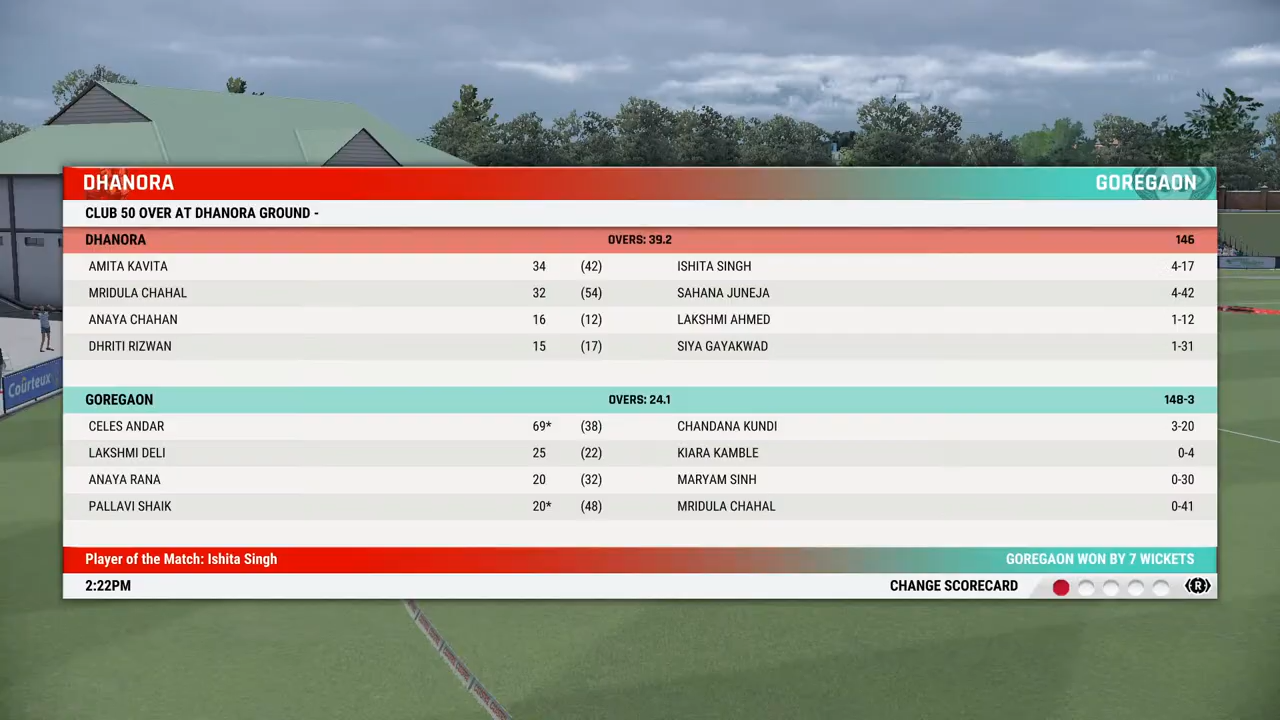 DHANORA GOREGAON
CLUB 50 OVER AT DHANORA GROUND -
DHANORA OVERS: 39.2 146
AMITA KAVITA 34 (42) ISHITA SINGH 4-17
MRIDULA CHAHAL 32 (54) SAHANA JUNEJA 4-42
ANAYA CHAHAN 16 (12) LAKSHMI AHMED 1-12
DHRITI RIZWAN 15 (17) SIYA GAYAKWAD 1-31
Coûrteux
GOREGAON OVERS: 24.1 148-3
CELES ANDAR 69* (38) CHANDANA KUNDI 3-20
LAKSHMI DELI 25 (22) KIARA KAMBLE 0-4
ANAYA RANA 20 (32) MARYAM SINH 0-30
PALLAVI SHAIK 20* (48) MRIDULA CHAHAL 0-41
Player of the Match: Ishita Singh GOREGAON WON BY 7 WICKETS
2:22PM CHANGE SCORECARD R